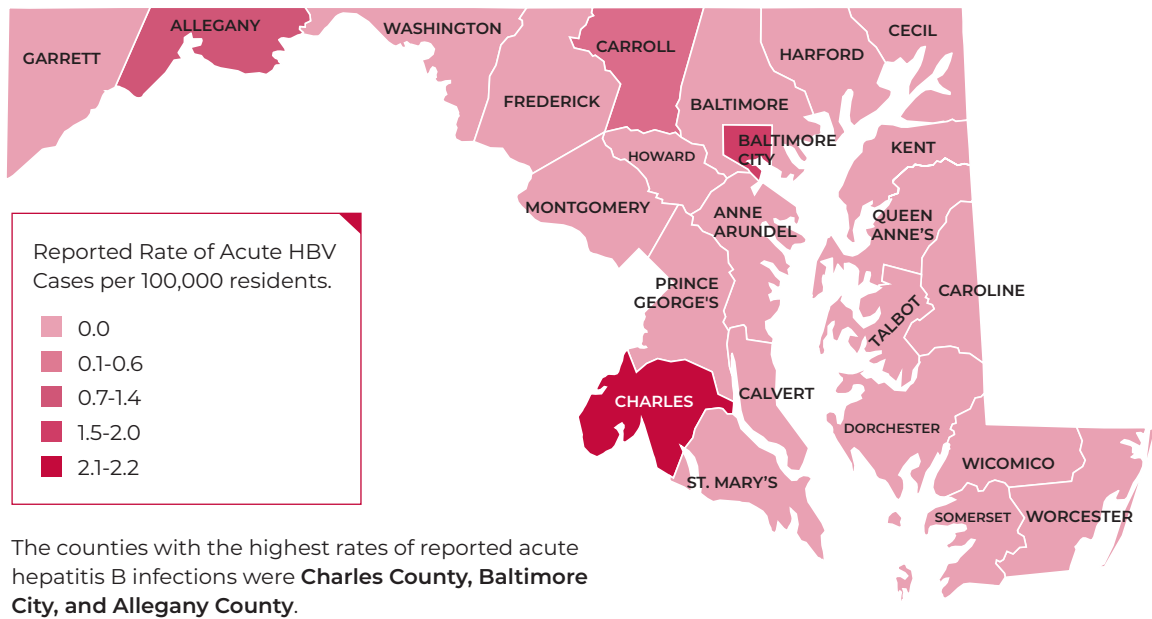 ALLEGANY
WASHINGTON
CECIL
GARRETT
CARROLL
HARFORD
FREDERICK
BALTIMORE
BALTIMORE
CITY
KENT
HOWARD
MONTGOMERY
ANNE
ARUNDEL
QUEEN
ANNE’S
Reported Rate of Acute HBV
Cases per 100,000 residents.
0.0
0.1-0.6
0.7-1.4
1.5-2.0
2.1-2.2
PRINCE
GEORGE'S
CAROLINE
TALBOT
CHARLES
CALVERT
DORCHESTER
WICOMICO
ST. MARY’S
SOMERSET
WORCESTER
The counties with the highest rates of reported acute
hepatitis B infections were Charles County, Baltimore
City, and Allegany County.